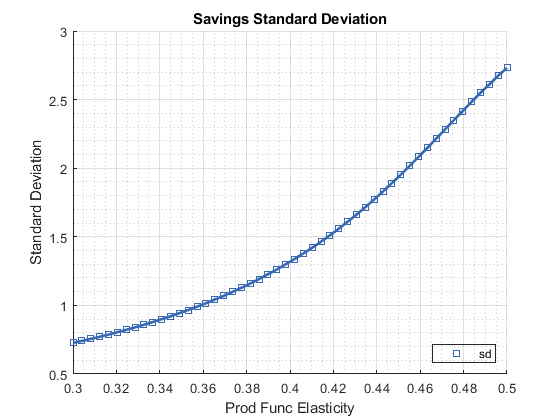 Savings Standard Deviation
3
2.5
2
1.5
1
0.5
Standard Deviation
sd
0.3 0.32 0.34 0.36 0.38 0.4 0.42 0.44 0.46 0.48 0.5
Prod Func Elasticity